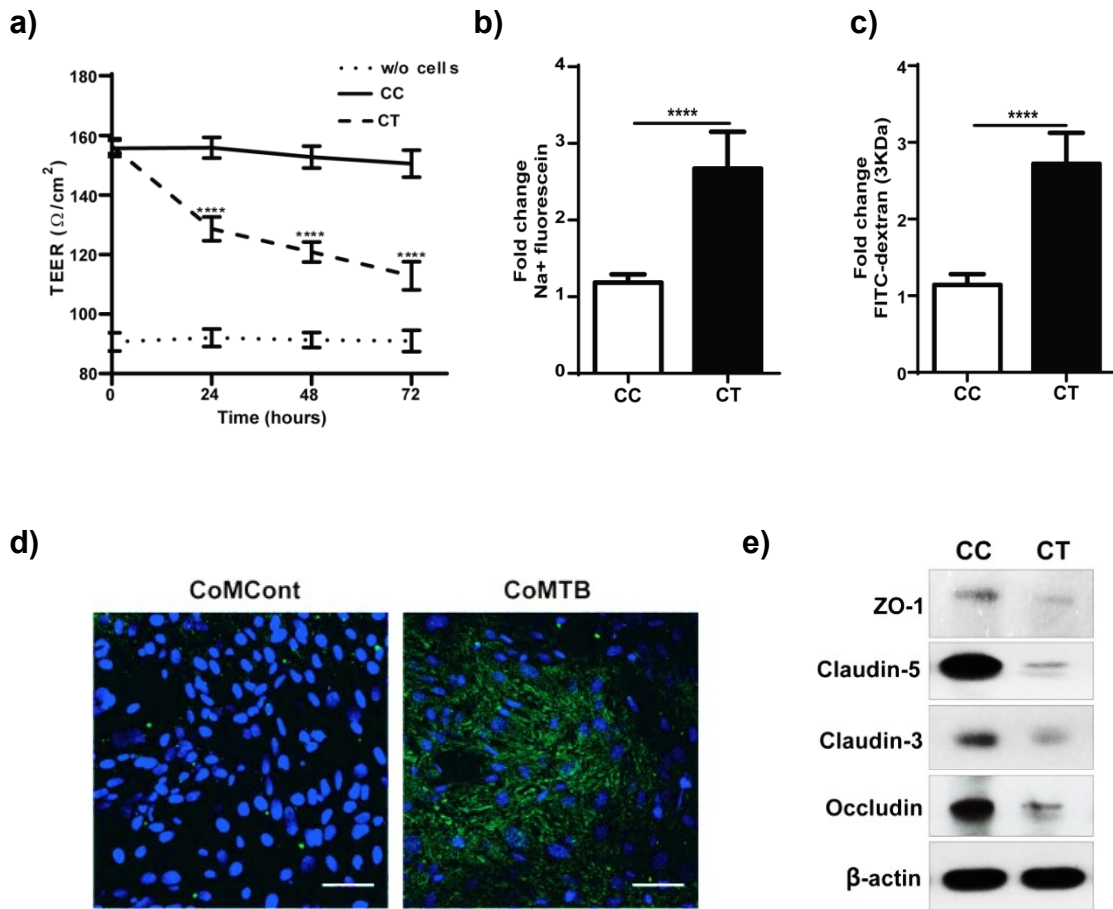 a)
w/o cells
CC
CT
TEER (Ω/cm²)
180
160
140
120
100
80
****
****
****
0
24
48
72
Time (hours)
b)
Fold change
Na+ fluorescein
4
3
2
1
0
****
CC
CT
c)
Fold change
FITC-dextran (3KDa)
4
3
2
1
0
****
CC
CT
d)
CoMCont
CoMTB
e)
CC
CT
ZO-1
Claudin-5
Claudin-3
Occludin
β-actin